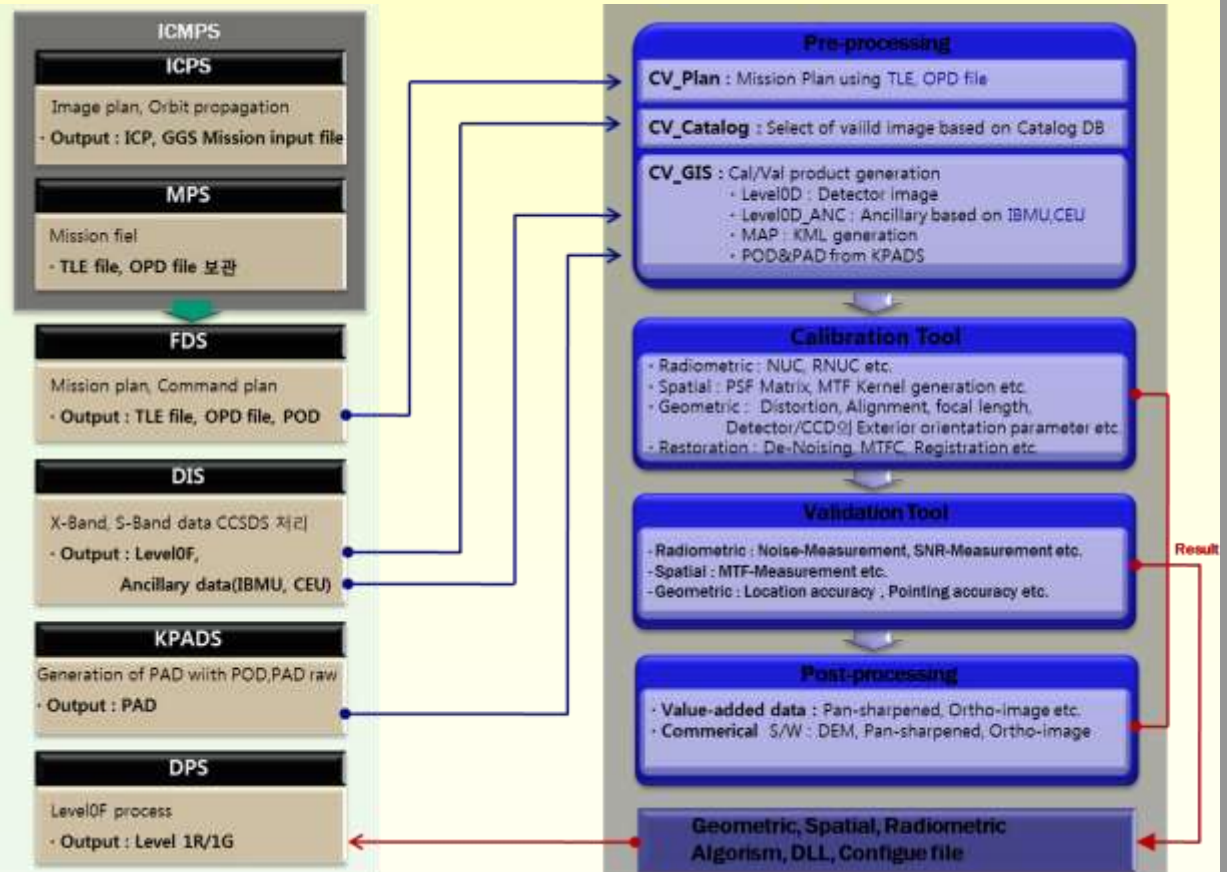 ICMPS
ICPS
Image plan, Orbit propagation
· Output : ICP, GGS Mission input file
MPS
Mission fiel
· TLE file, OPD file 보관
FDS
Mission plan, Command plan
· Output : TLE file, OPD file, POD
DIS
X-Band, S-Band data CCSDS 처리
· Output : Level0F,
Ancillary data(IBMU, CEU)
KPADS
Generation of PAD wiith POD,PAD raw
· Output : PAD
DPS
Level0F process
· Output : Level 1R/1G
Pre-processing
CV_Plan : Mission Plan using TLE, OPD file
CV_Catalog : Select of vaiild image based on Catalog DB
CV_GIS : Cal/Val product generation
· Level0D : Detector image
· Level0D_ANC : Ancillary based on IBMU,CEU
· MAP : KML generation
· POD&PAD from KPADS
Calibration Tool
· Radiometric : NUC, RNUC etc.
· Spatial : PSF Matrix, MTF Kernel generation etc.
· Geometric : Distortion, Alignment, focal length,
Detector/CCD의 Exterior orientation parameter etc.
· Restoration : De-Noising, MTFC, Registration etc.
Validation Tool
· Radiometric : Noise-Measurement, SNR-Measurement etc.
· Spatial : MTF-Measurement etc.
· Geometric : Location accuracy , Pointing accuracy etc.
Result
Post-processing
· Value-added data : Pan-sharpened, Ortho-image etc.
· Commerical S/W : DEM, Pan-sharpened, Ortho-image
Geometric, Spatial, Radiometric
Algorism, DLL, Configue file